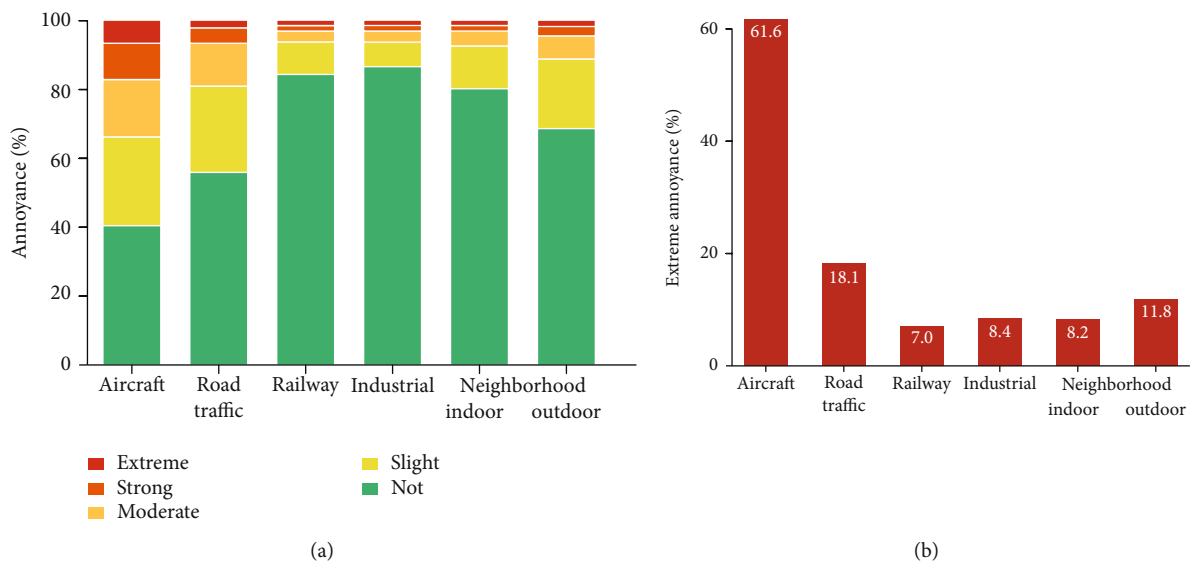 Annoyance (%)
100
80
60
40
20
0
Aircraft
Road
traffic
Railway
Industrial
Neighborhood
indoor
outdoor
Extreme
Strong
Moderate
Slight
Not
(a)
Extreme annoyance (%)
60
40
20
0
61.6
18.1
7.0
8.4
8.2
11.8
Aircraft
Road
traffic
Railway
Industrial
Neighborhood
indoor
outdoor
(b)